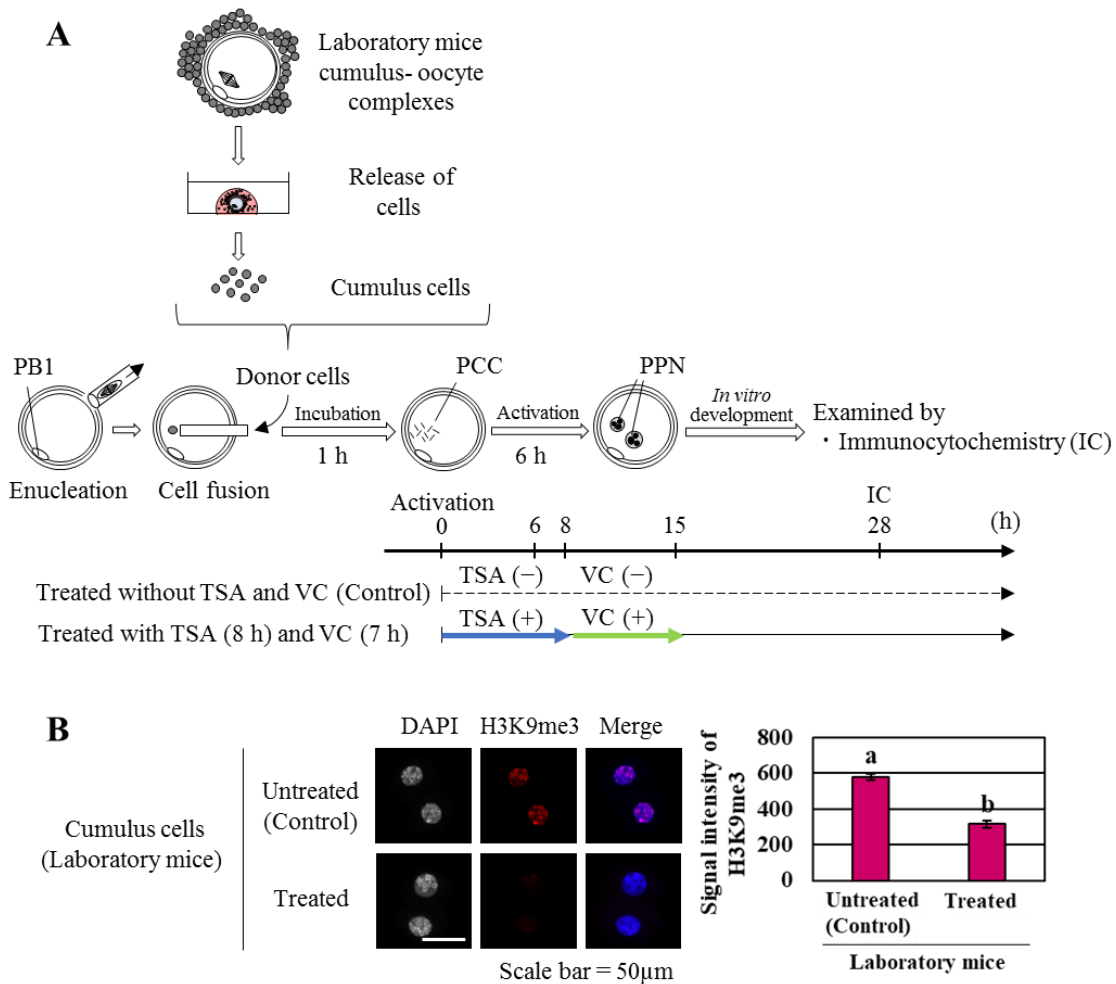 A
Laboratory mice
cumulus- oocyte
complexes
Release of
cells
Cumulus cells
PB1
Donor cells
PCC
PPN
Incubation
1 h
Activation
6 h
In vitro
development
Examined by
・Immunocytochemistry (IC)
Enucleation
Cell fusion
Activation
IC
0
6
8
15
28
(h)
TSA (−)
VC (−)
Treated without TSA and VC (Control)
TSA (+)
VC (+)
Treated with TSA (8 h) and VC (7 h)
B
DAPI
H3K9me3
Merge
Untreated
(Control)
Cumulus cells
(Laboratory mice)
Treated
Scale bar = 50μm
Signal intensity of
H3K9me3
800
600
400
200
0
a
b
Untreated
(Control)
Treated
Laboratory mice